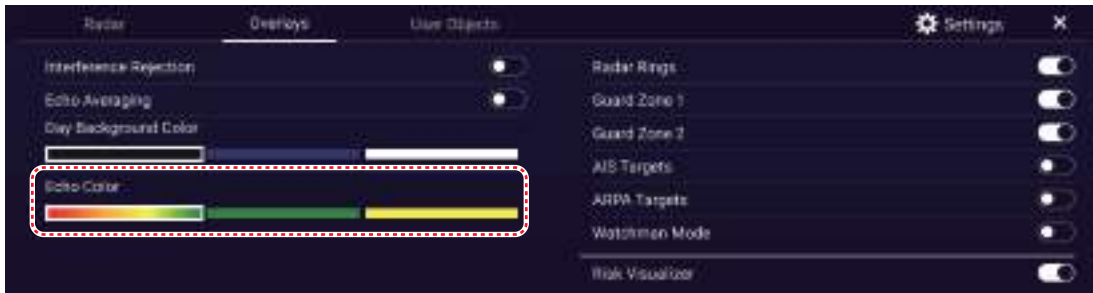 Radar Overlays User Objects Settings
Interference Rejection
Echo Averaging
Day Background Color
Echo Color
Radar Rings
Guard Zone 1
Guard Zone 2
AIS Targets
ARPA Targets
Watchman Mode
Risk Visualizer